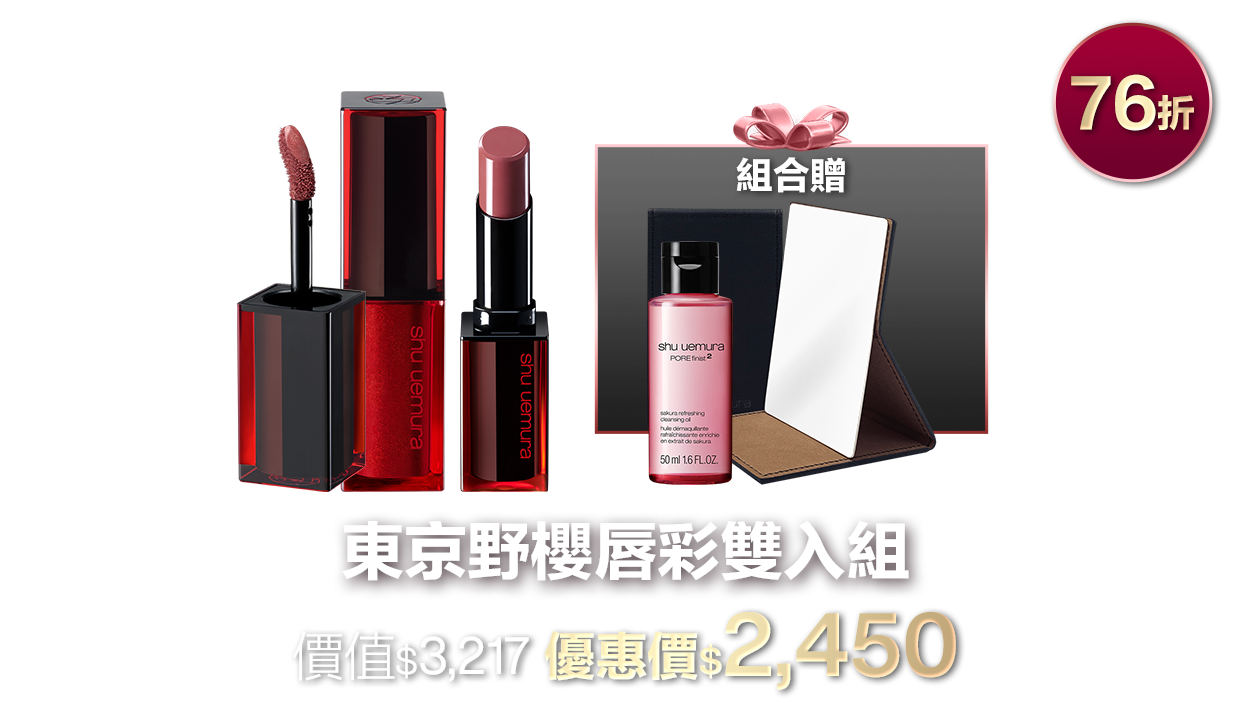 76折
組合贈
shu uemura
shu uemura
shu uemura
POREfinist2
sakura refreshing
cleansing oil
huile démaquillante
rafraîchissante enrichie
en extrait de sakura
50 ml 1.6 FL.OZ.
東京野櫻唇彩雙入組
價值$3,217 優惠價$2,450